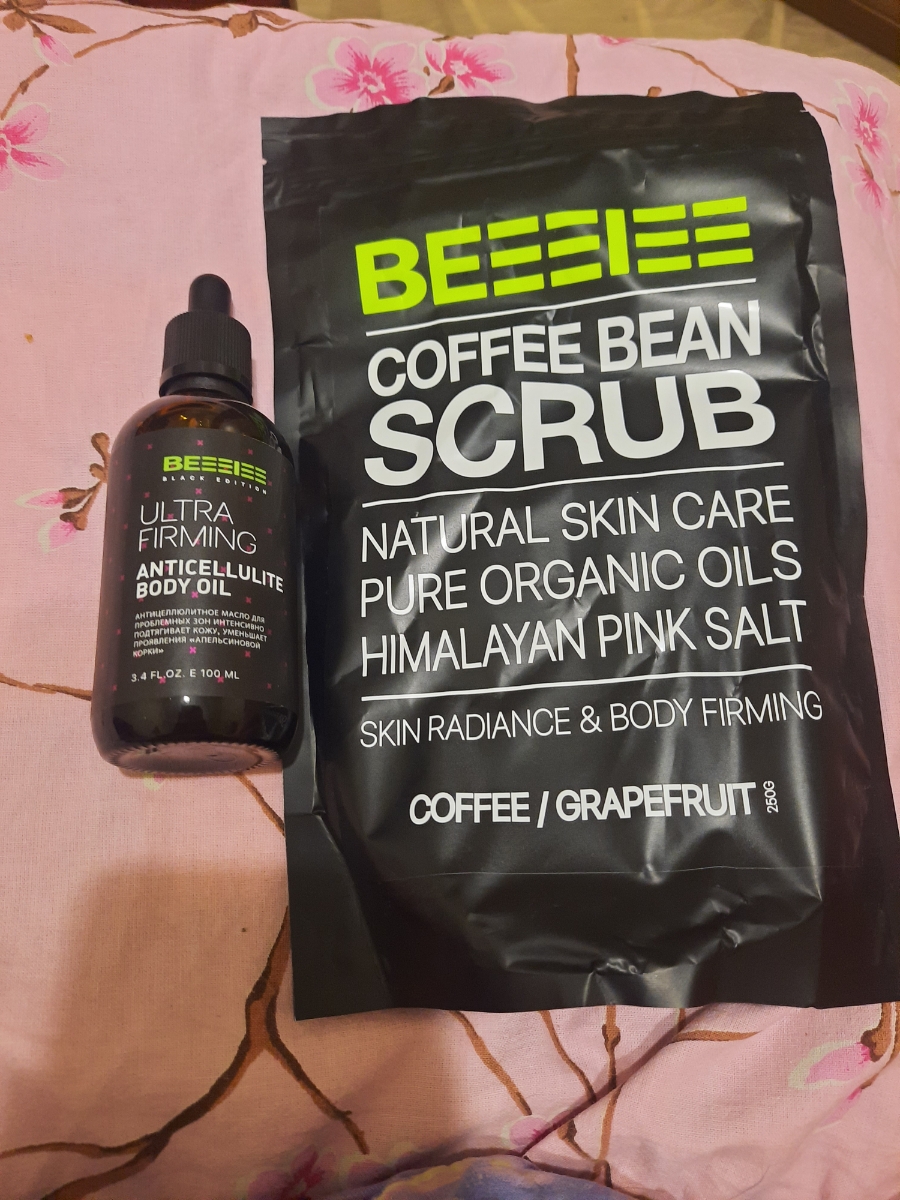 BEEEIEE
BLACK EDITION
ULTRA
FIRMING
ANTICELLULITE
BODY OIL
АНТИЦЕЛЛЮЛИТНОЕ МАСЛО ДЛЯ
ПРОБЛЕМНЫХ ЗОН ИНТЕНСИВНО
ПОДТЯГИВАЕТ КОЖУ, УМЕНЬШАЕТ
ПРОЯВЛЕНИЯ «АПЕЛЬСИНОВОЙ
КОРКИ»
3.4 FL.OZ. E 100 ML
BEEEIEE
COFFEE BEAN
SCRUB
NATURAL SKIN CARE
PURE ORGANIC OILS
HIMALAYAN PINK SALT
SKIN RADIANCE & BODY FIRMING
COFFEE / GRAPEFRUIT 250G